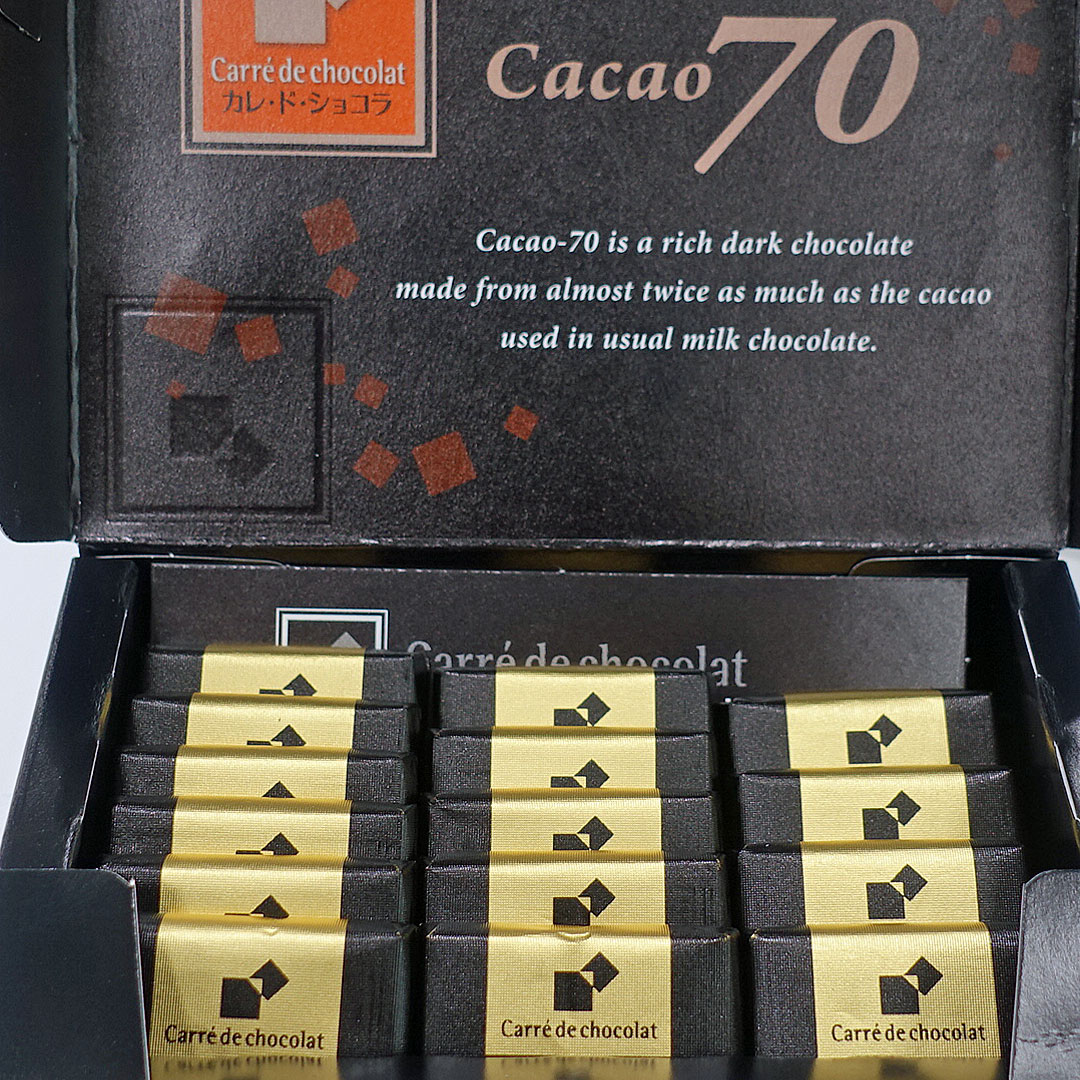 Carré de chocolat
カレ・ド・ショコラ
Cacao 70
Cacao-70 is a rich dark chocolate
made from almost twice as much as the cacao
used in usual milk chocolate.
Carré de chocolat
Carré de chocolat
Carré de chocolat
Carré de chocolat